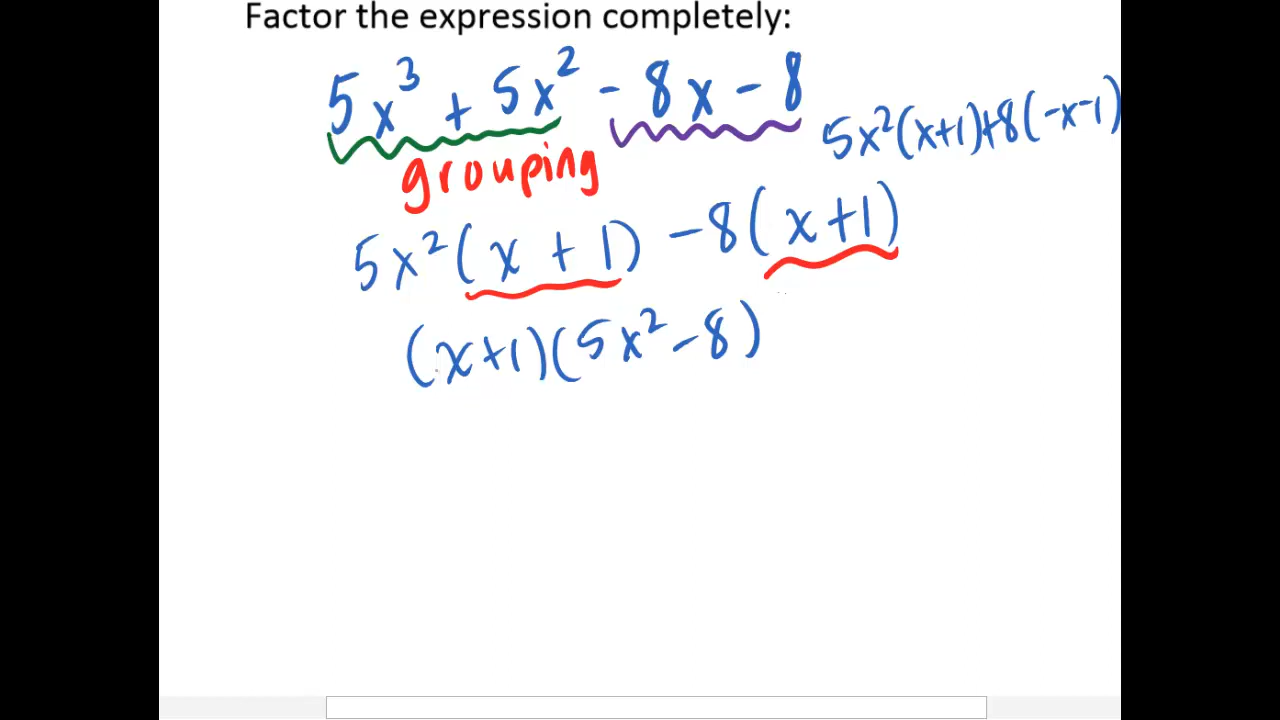 Factor the expression completely:
5x³ + 5x² - 8x - 8
5x²(x+1)+8(-x-1)
grouping
5x²(x + 1) - 8(x+1)
(x+1)(5x² - 8)